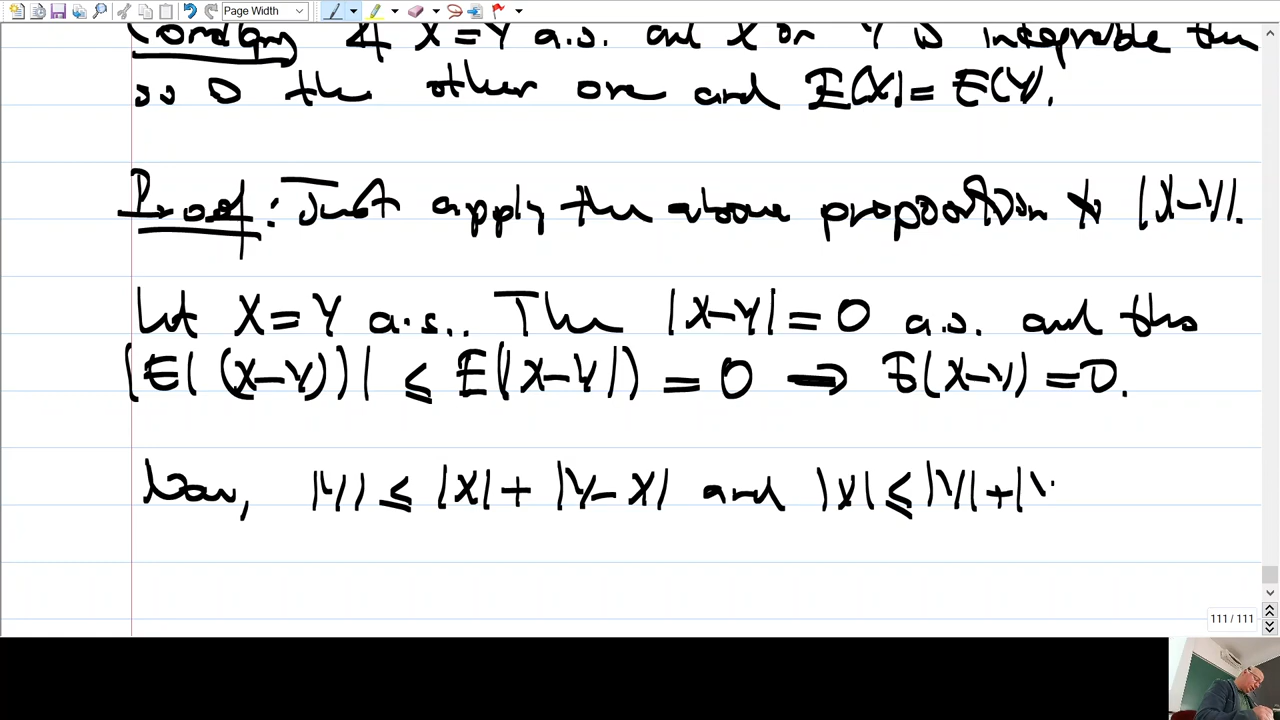 Page Width
Corollary If X=Y a.s. and X or Y is integrable then
so is the other one and E(X)=E(Y).
Proof: Just apply the above proposition to |X-Y|.
Let X=Y a.s.. Then |X-Y|=0 a.s. and thus
|E((X-Y))| ≤ E(|X-Y|) = 0 → E(X-Y)=0.
Now, |Y| ≤ |X| + |Y-X| and |X| ≤ |Y| + |
111 / 111